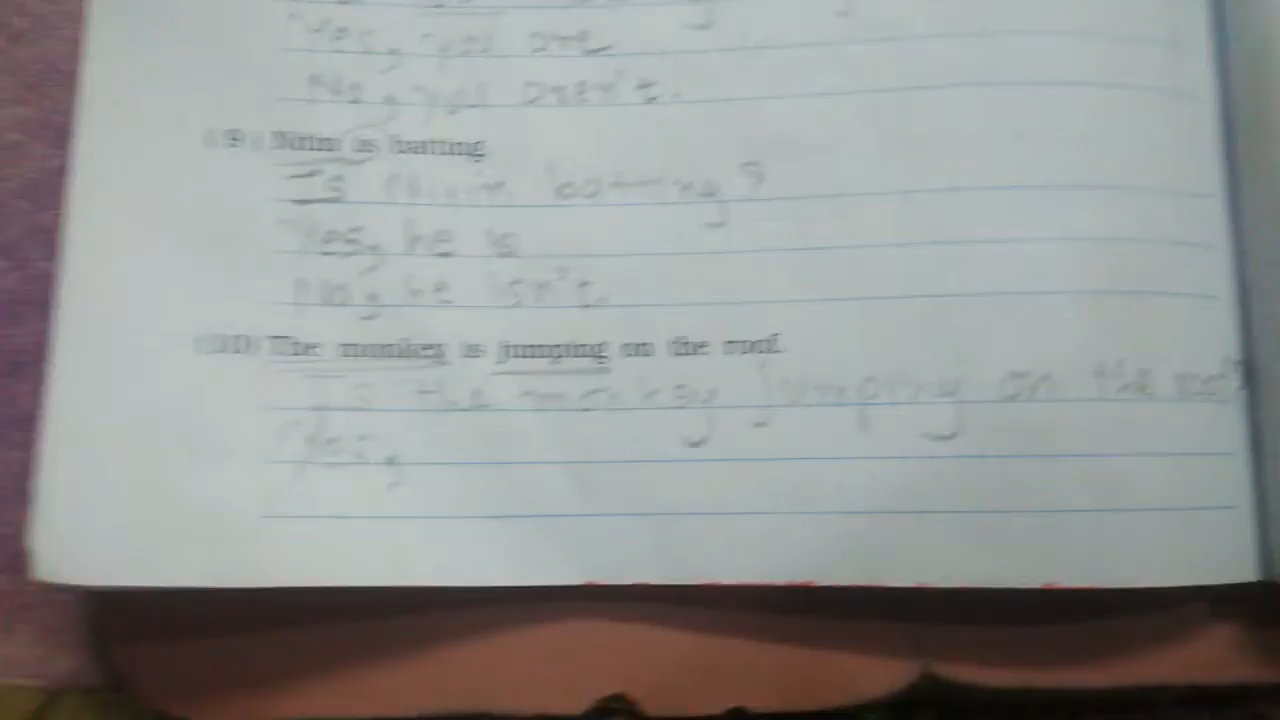 Yes, you are
No, you aren't.
(9) Nitin is batting
Is Nitin batting?
Yes, he is
No, he isn't.
(10) The monkey is jumping on the roof.
Is the monkey jumping on the
Yes,